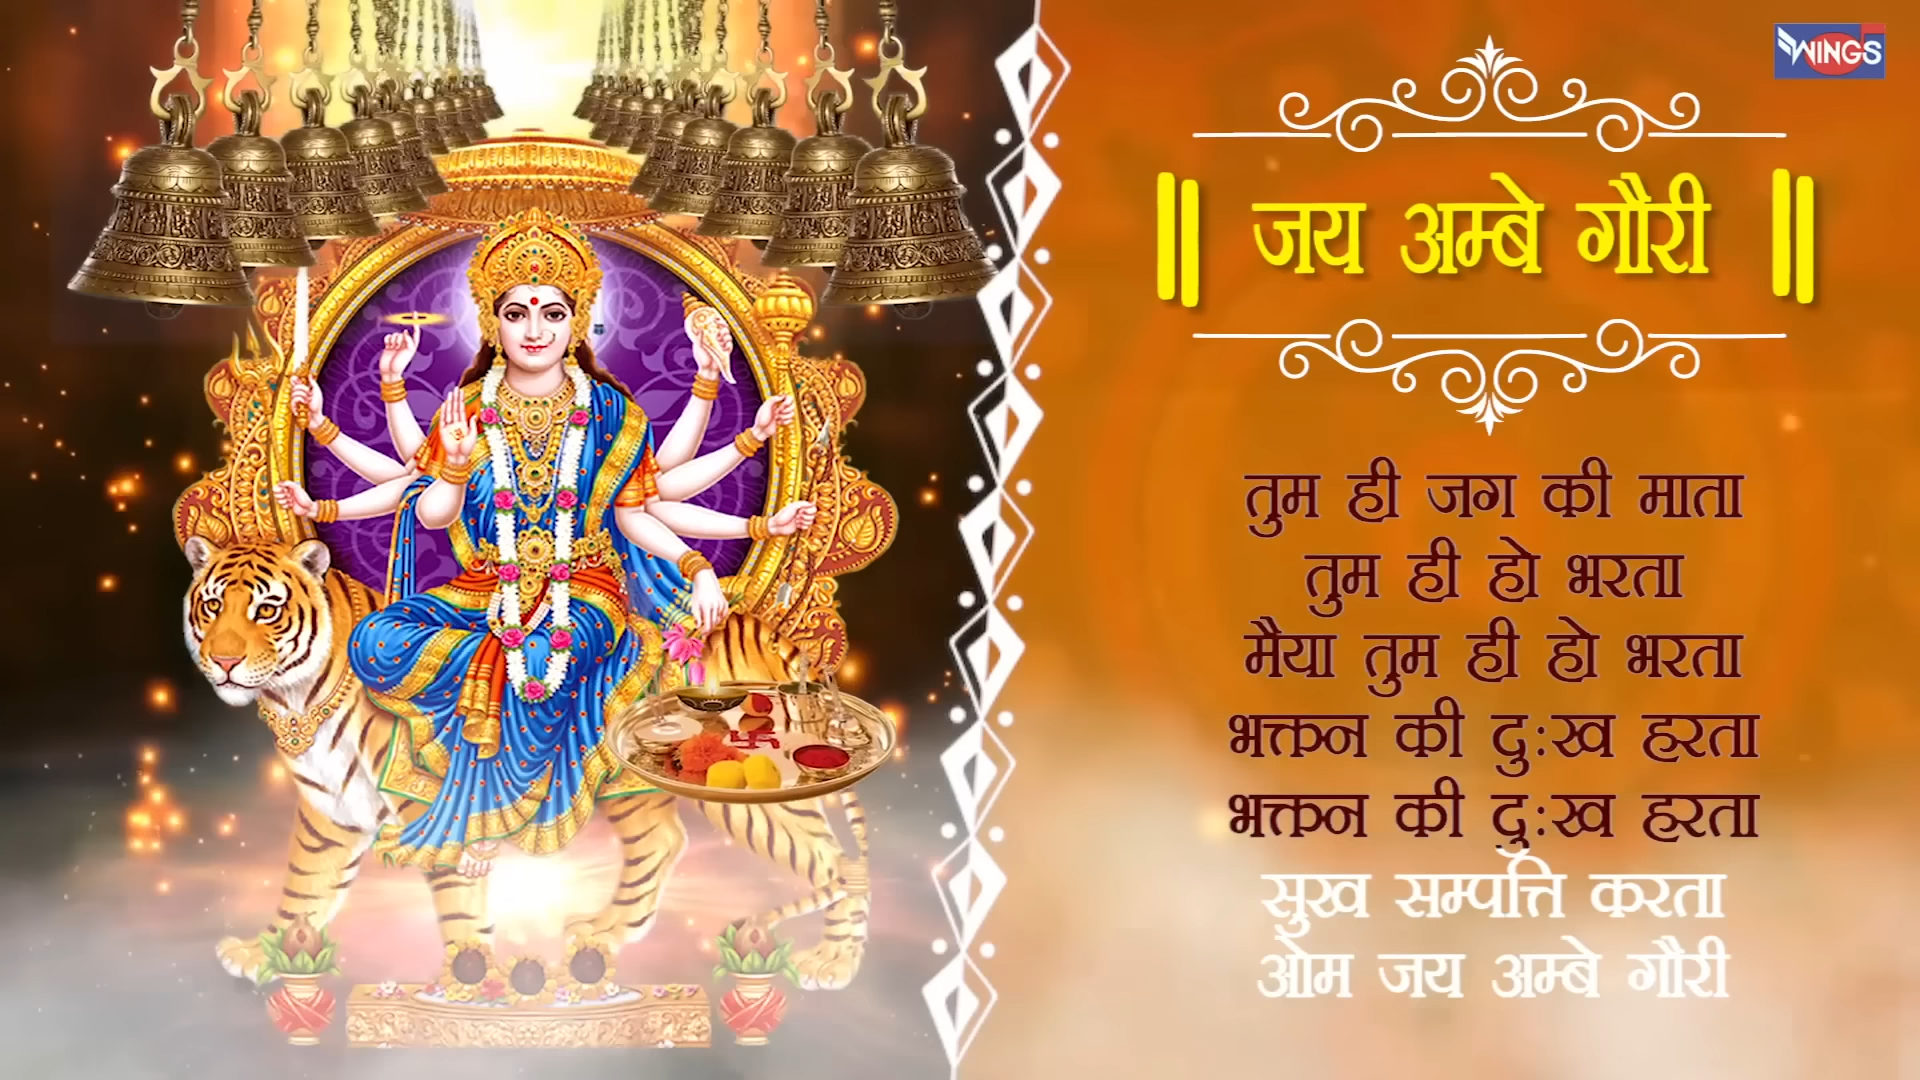 WINGS
|| जय अम्बे गौरी ||
तुम ही जग की माता
तुम ही हो भरता
मैया तुम ही हो भरता
भक्तन की दुःख हरता
भक्तन की दुःख हरता
सुख सम्पत्ति करता
ओम जय अम्बे गौरी